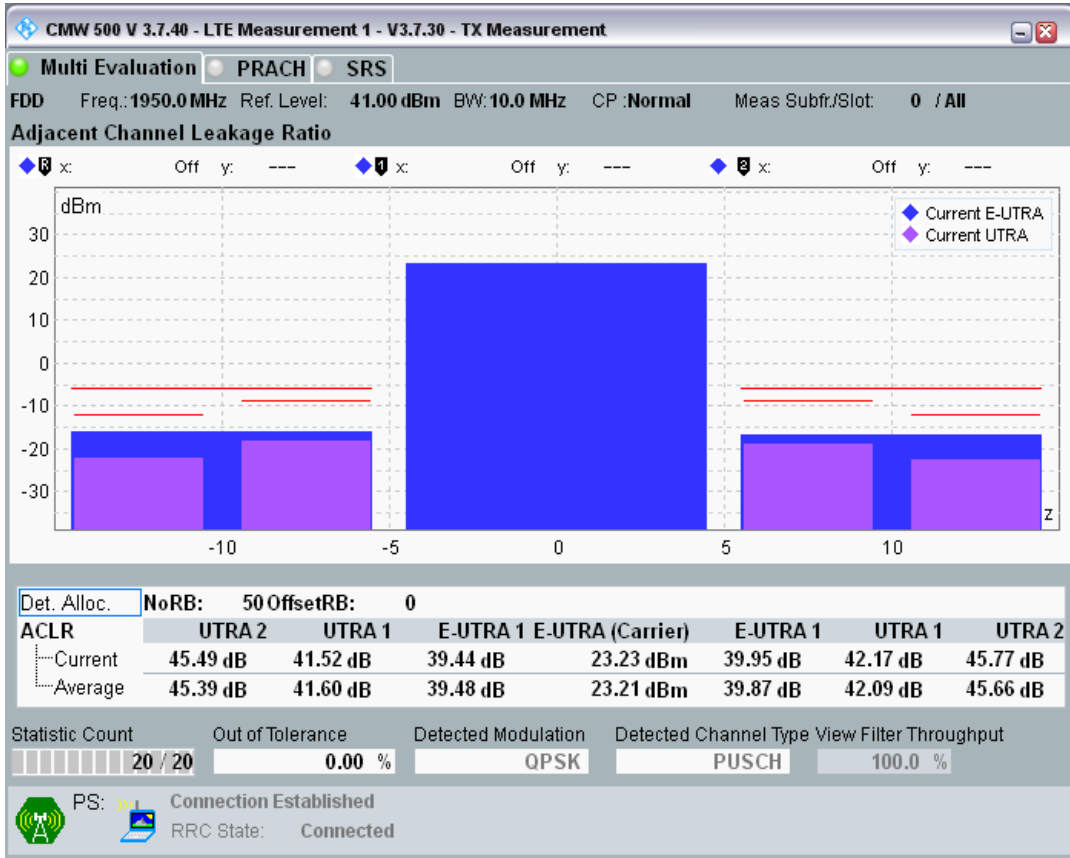 CMW 500 V 3.7.40 - LTE Measurement 1 - V3.7.30 - TX Measurement
Multi Evaluation PRACH SRS
FDD Freq.: 1950.0 MHz Ref. Level: 41.00 dBm BW: 10.0 MHz CP : Normal Meas Subfr./Slot: 0 / All
Adjacent Channel Leakage Ratio
R x: Off y: --- 1 x: Off y: --- 2 x: Off y: ---
dBm
Current E-UTRA
Current UTRA
30
20
10
0
-10
-20
-30
z
-10 -5 0 5 10
Det. Alloc. NoRB: 50 OffsetRB: 0
ACLR UTRA 2 UTRA 1 E-UTRA 1 E-UTRA (Carrier) E-UTRA 1 UTRA 1 UTRA 2
Current 45.49 dB 41.52 dB 39.44 dB 23.23 dBm 39.95 dB 42.17 dB 45.77 dB
Average 45.39 dB 41.60 dB 39.48 dB 23.21 dBm 39.87 dB 42.09 dB 45.66 dB
Statistic Count Out of Tolerance Detected Modulation Detected Channel Type View Filter Throughput
20 / 20 0.00 % QPSK PUSCH 100.0 %
PS: Connection Established
RRC State: Connected